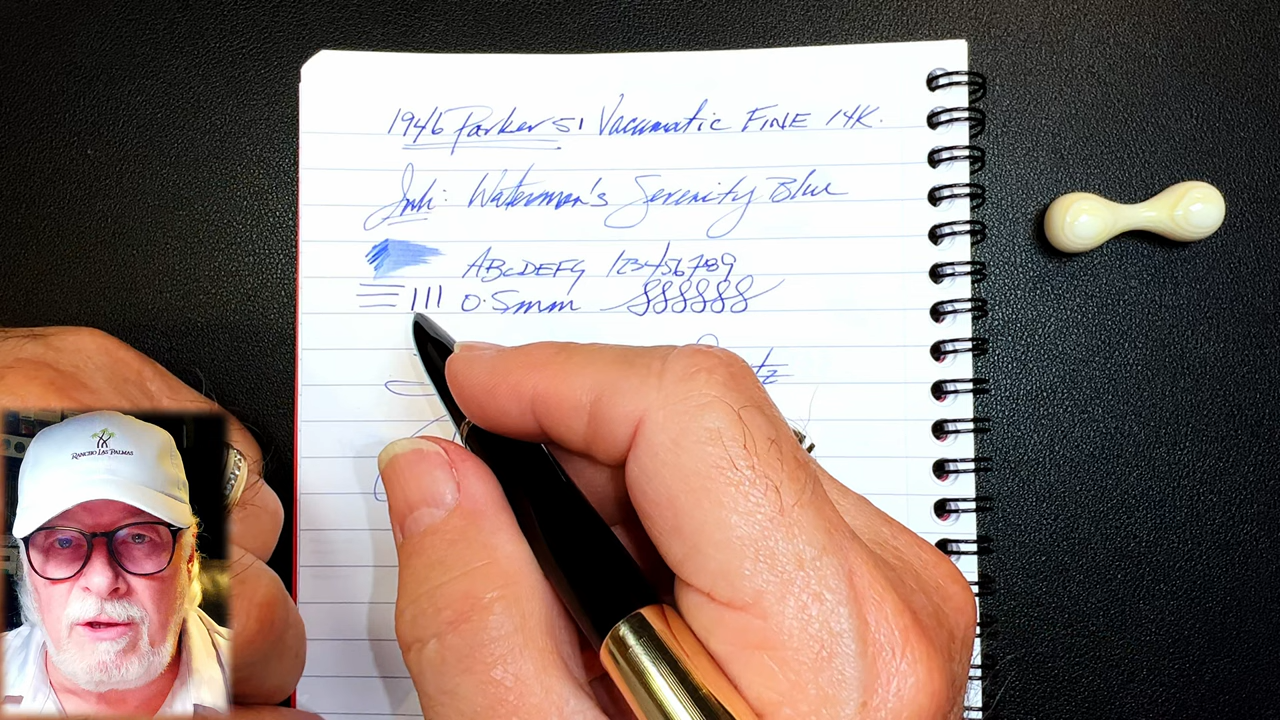 1946 Parker 51 Vacumatic FINE 14K.
Ink: Waterman's Serenity Blue
ABCDEFG 123456789
0.5mm
RANCHO LAS PALMAS